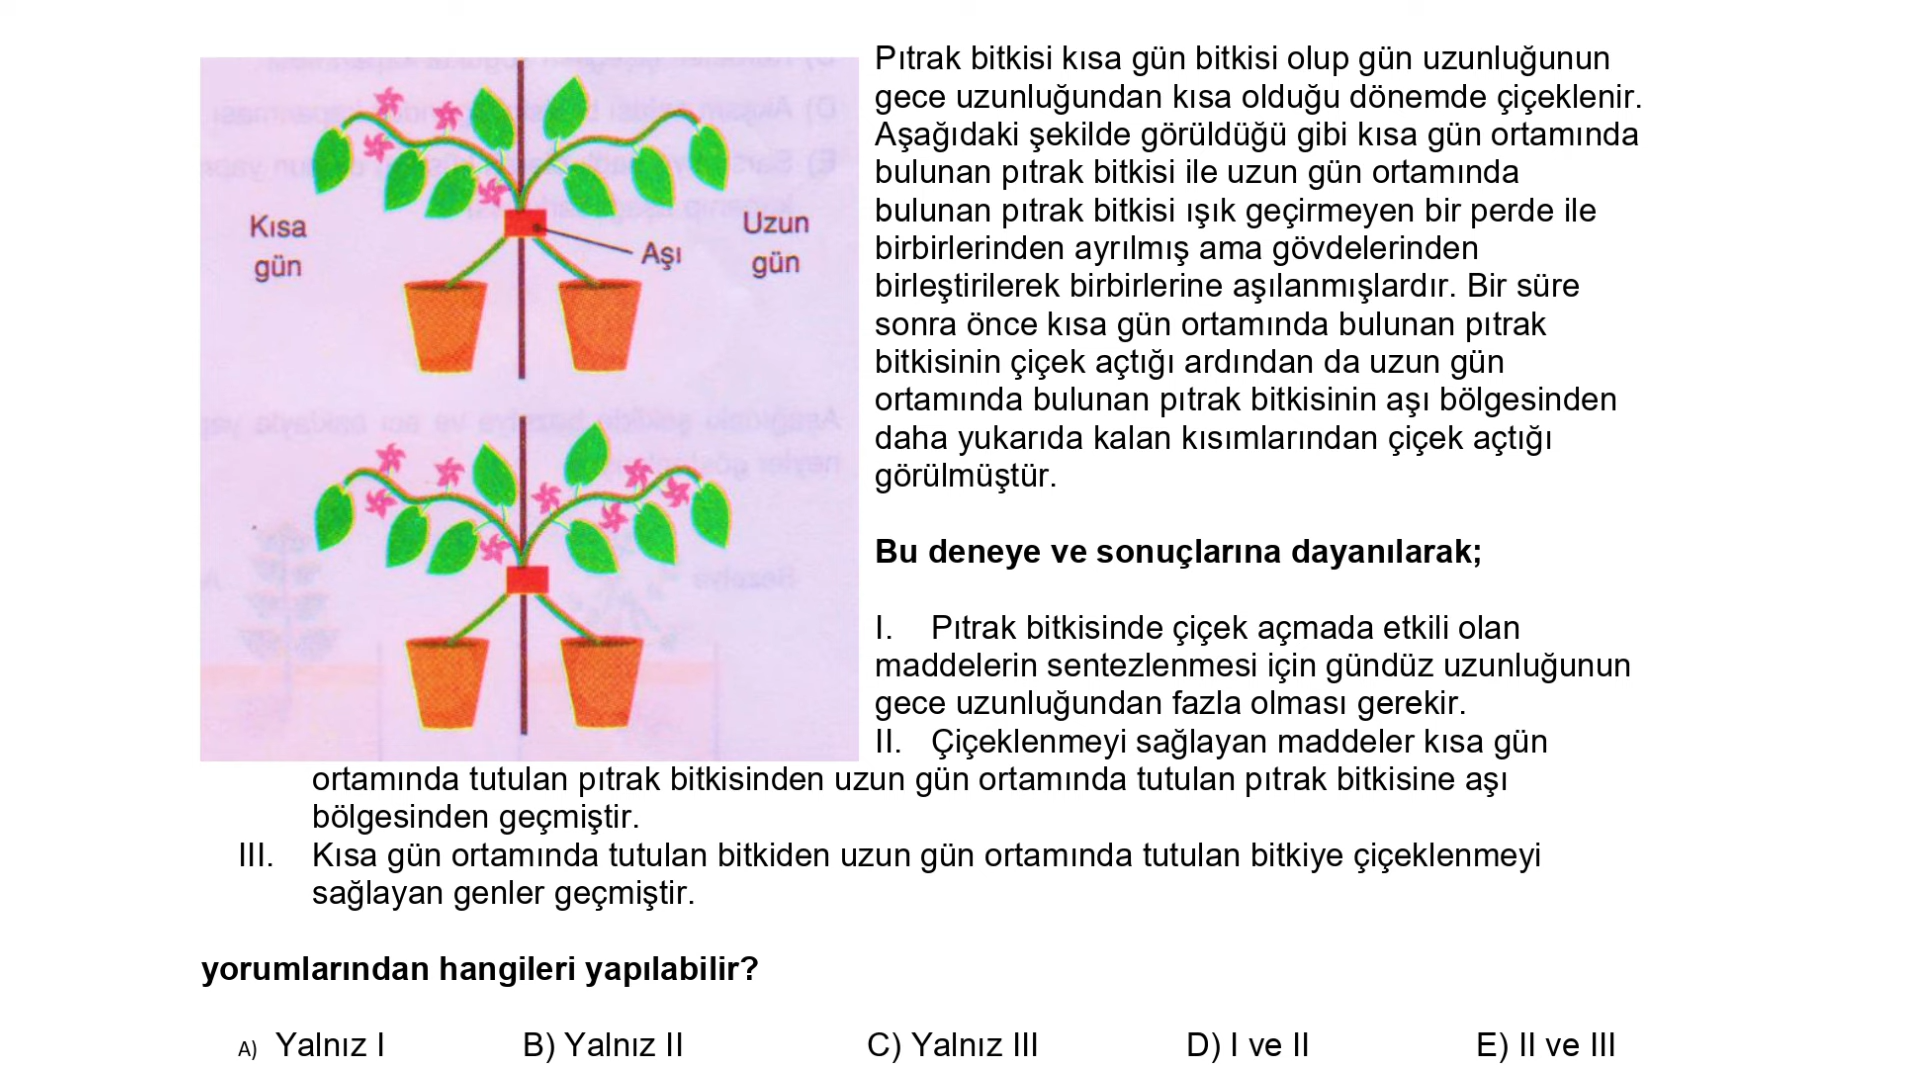 Pıtrak bitkisi kısa gün bitkisi olup gün uzunluğunun
gece uzunluğundan kısa olduğu dönemde çiçeklenir.
Aşağıdaki şekilde görüldüğü gibi kısa gün ortamında
bulunan pıtrak bitkisi ile uzun gün ortamında
bulunan pıtrak bitkisi ışık geçirmeyen bir perde ile
birbirlerinden ayrılmış ama gövdelerinden
birleştirilerek birbirlerine aşılanmışlardır. Bir süre
sonra önce kısa gün ortamında bulunan pıtrak
bitkisinin çiçek açtığı ardından da uzun gün
ortamında bulunan pıtrak bitkisinin aşı bölgesinden
daha yukarıda kalan kısımlarından çiçek açtığı
görülmüştür.
Kısa
gün
Aşı
Uzun
gün
Bu deneye ve sonuçlarına dayanılarak;
I. Pıtrak bitkisinde çiçek açmada etkili olan
maddelerin sentezlenmesi için gündüz uzunluğunun
gece uzunluğundan fazla olması gerekir.
II. Çiçeklenmeyi sağlayan maddeler kısa gün
ortamında tutulan pıtrak bitkisinden uzun gün ortamında tutulan pıtrak bitkisine aşı
bölgesinden geçmiştir.
III. Kısa gün ortamında tutulan bitkiden uzun gün ortamında tutulan bitkiye çiçeklenmeyi
sağlayan genler geçmiştir.
yorumlarından hangileri yapılabilir?
A) Yalnız I B) Yalnız II C) Yalnız III D) I ve II E) II ve III